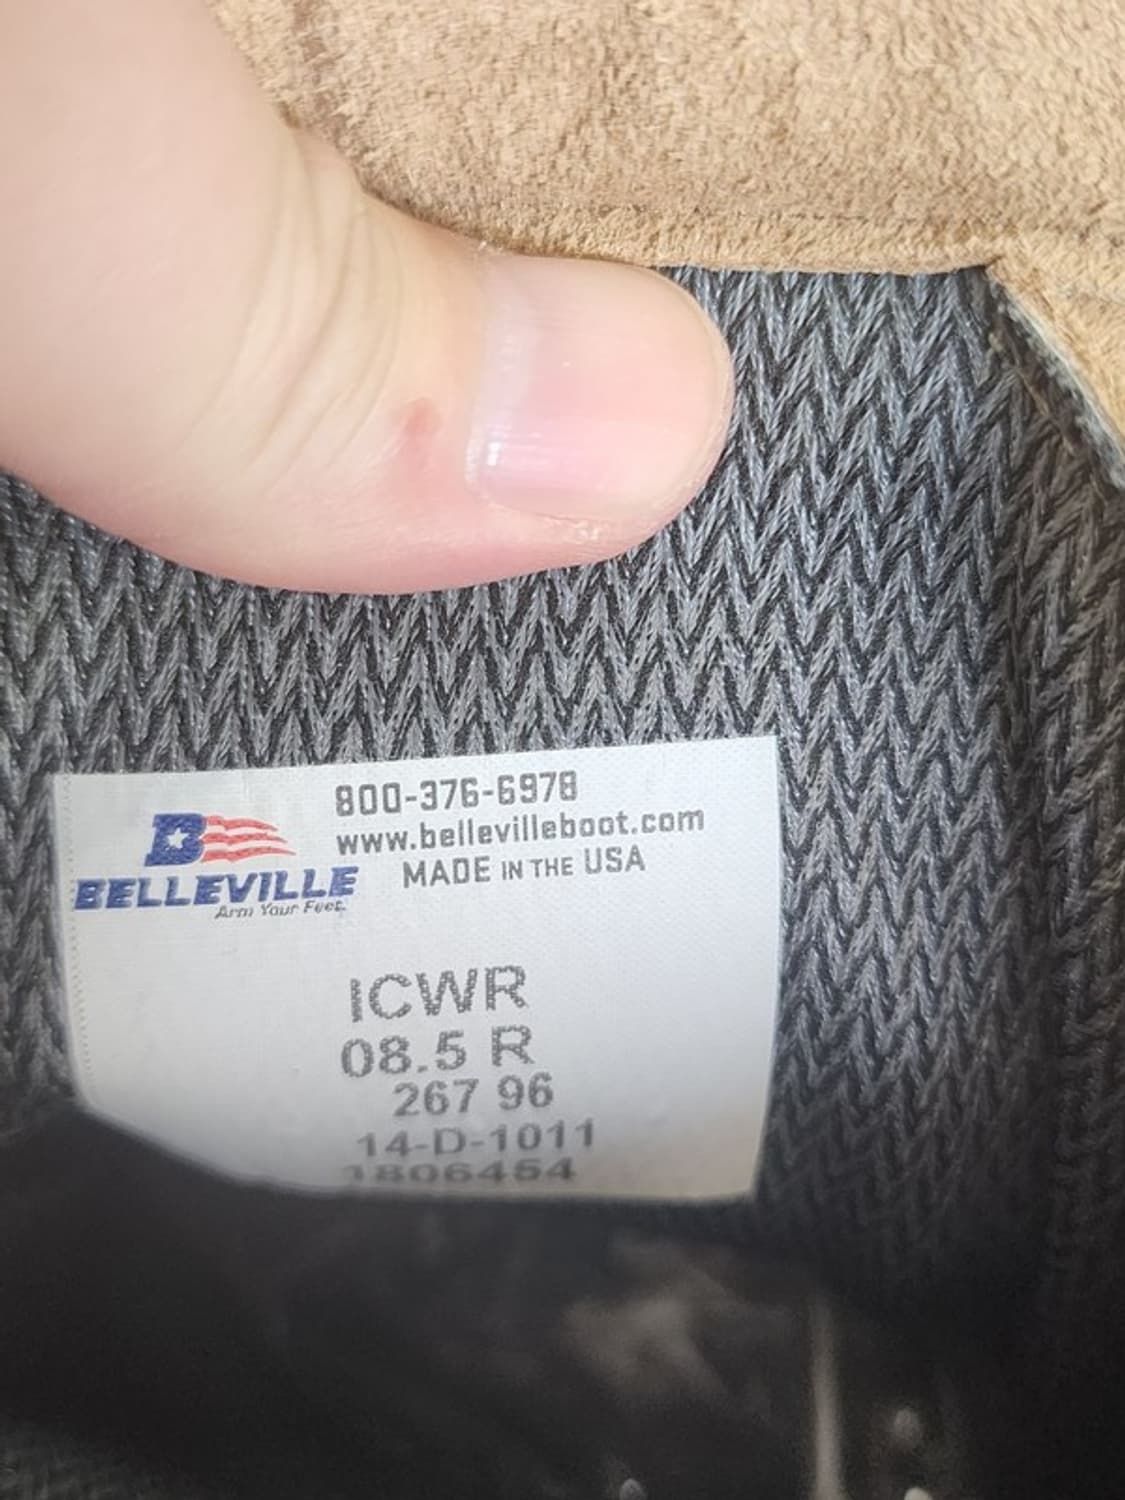 800-376-6978
www.bellevilleboot.com
MADE IN THE USA
B
BELLEVILLE
Arm Your Feet.
ICWR
08.5 R
267 96
14-D-1011
1806454